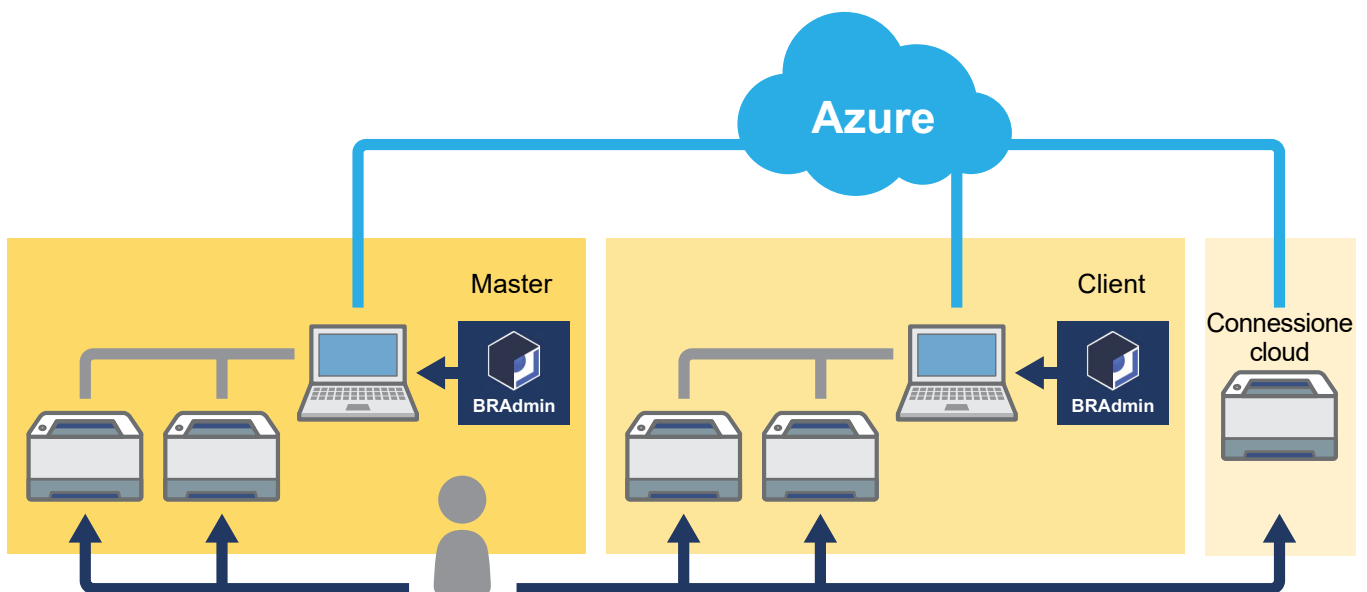 Azure
Master
Client
Connessione
cloud
BRAdmin
BRAdmin